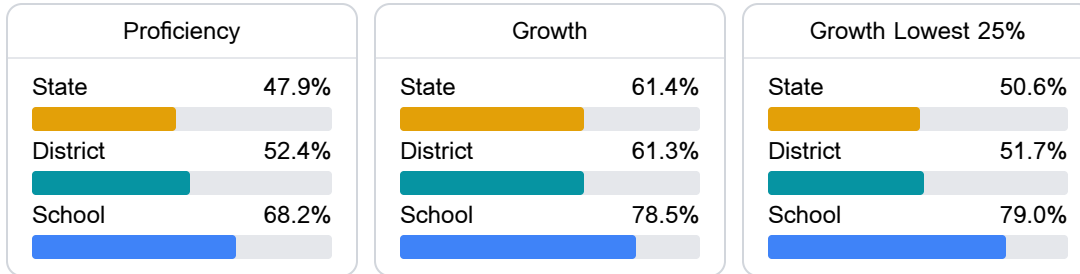 Proficiency
State 47.9%
District 52.4%
School 68.2%
Growth
State 61.4%
District 61.3%
School 78.5%
Growth Lowest 25%
State 50.6%
District 51.7%
School 79.0%